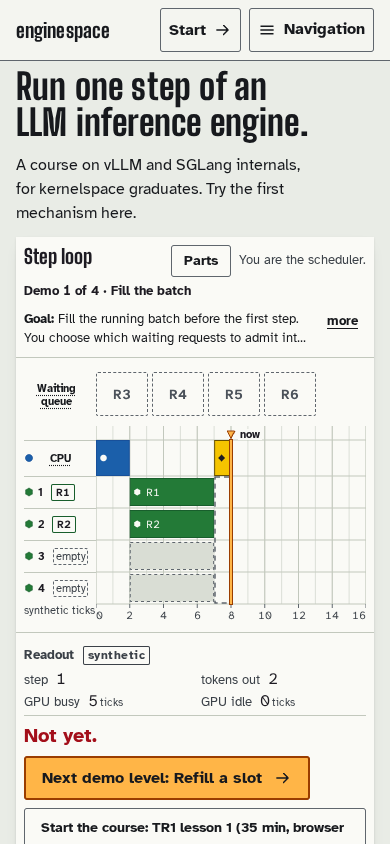 enginespace
Start →
Navigation
Run one step of an
LLM inference engine.
A course on vLLM and SGLang internals,
for kernelspace graduates. Try the first
mechanism here.
Step loop
Parts
You are the scheduler.
Demo 1 of 4 · Fill the batch
Goal: Fill the running batch before the first step.
You choose which waiting requests to admit int...
more
Waiting
queue
R3 R4 R5 R6
now
CPU
1 R1 R1
2 R2 R2
3 empty
4 empty
synthetic ticks 0 2 4 6 8 10 12 14 16
Readout synthetic
step 1 tokens out 2
GPU busy 5 ticks GPU idle 0 ticks
Not yet.
Next demo level: Refill a slot →
Start the course: TR1 lesson 1 (35 min, browser